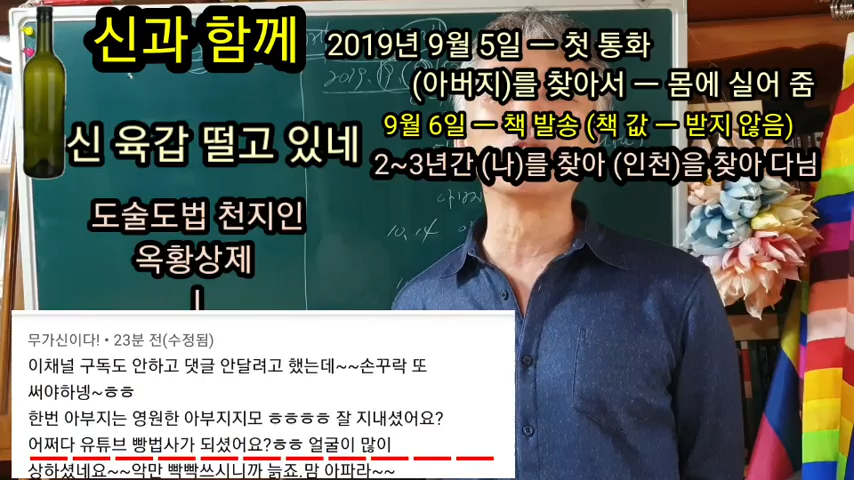 신과 함께
2019년 9월 5일 ㅡ 첫 통화
(아버지)를 찾아서 ㅡ 몸에 실어 줌
9월 6일 ㅡ 책 발송 (책 값 ㅡ 받지 않음)
신 육갑 떨고 있네
2~3년간 (나)를 찾아 (인천)을 찾아 다님
도술도법 천지인
옥황상제
ㅣ
10. 14
무가신이다! • 23분 전(수정됨)
이채널 구독도 안하고 댓글 안달려고 했는데~~손꾸락 또
써야하넹~ㅎㅎ
한번 아부지는 영원한 아부지지모 ㅎㅎㅎㅎ 잘 지내셨어요?
어쩌다 유튜브 빵법사가 되셨어요?ㅎㅎ 얼굴이 많이
상하셨네요~~악만 빡빡쓰시니까 늙죠.맘 아파라~~